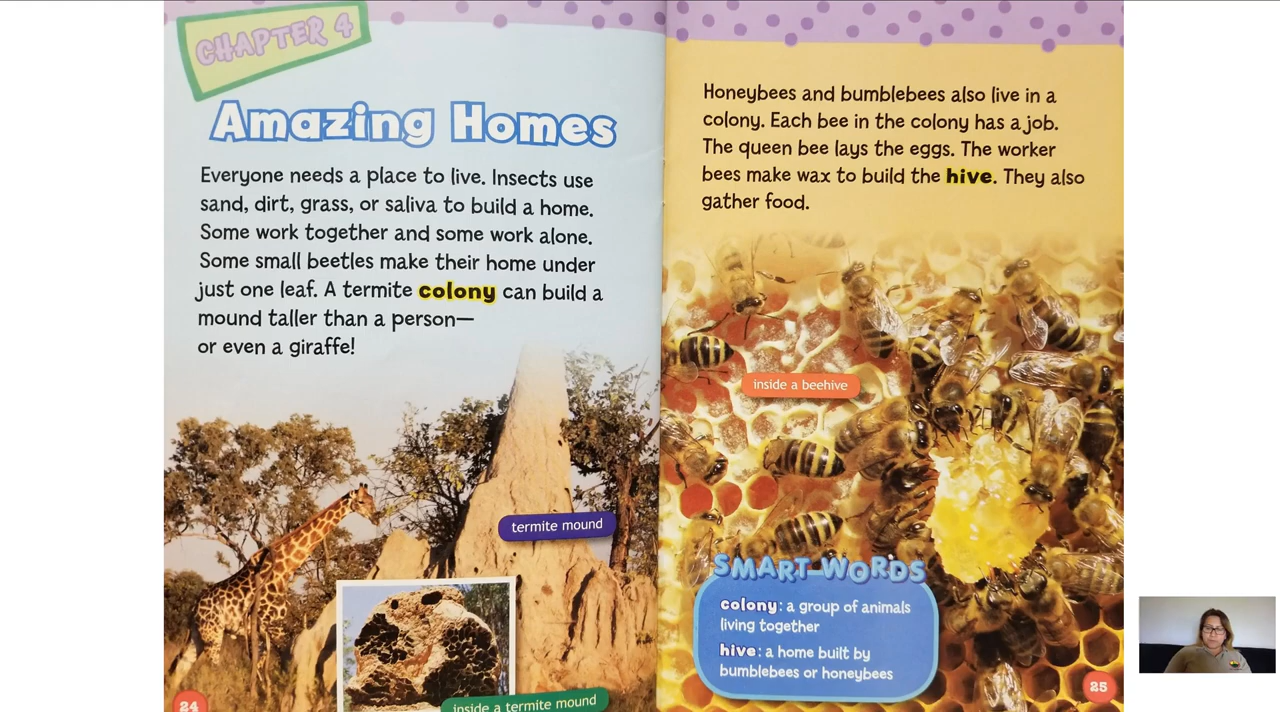 CHAPTER 4
Amazing Homes
Everyone needs a place to live. Insects use
sand, dirt, grass, or saliva to build a home.
Some work together and some work alone.
Some small beetles make their home under
just one leaf. A termite colony can build a
mound taller than a person—
or even a giraffe!
termite mound
inside a termite mound
24
Honeybees and bumblebees also live in a
colony. Each bee in the colony has a job.
The queen bee lays the eggs. The worker
bees make wax to build the hive. They also
gather food.
inside a beehive
SMART WORDS
colony: a group of animals
living together
hive: a home built by
bumblebees or honeybees
25